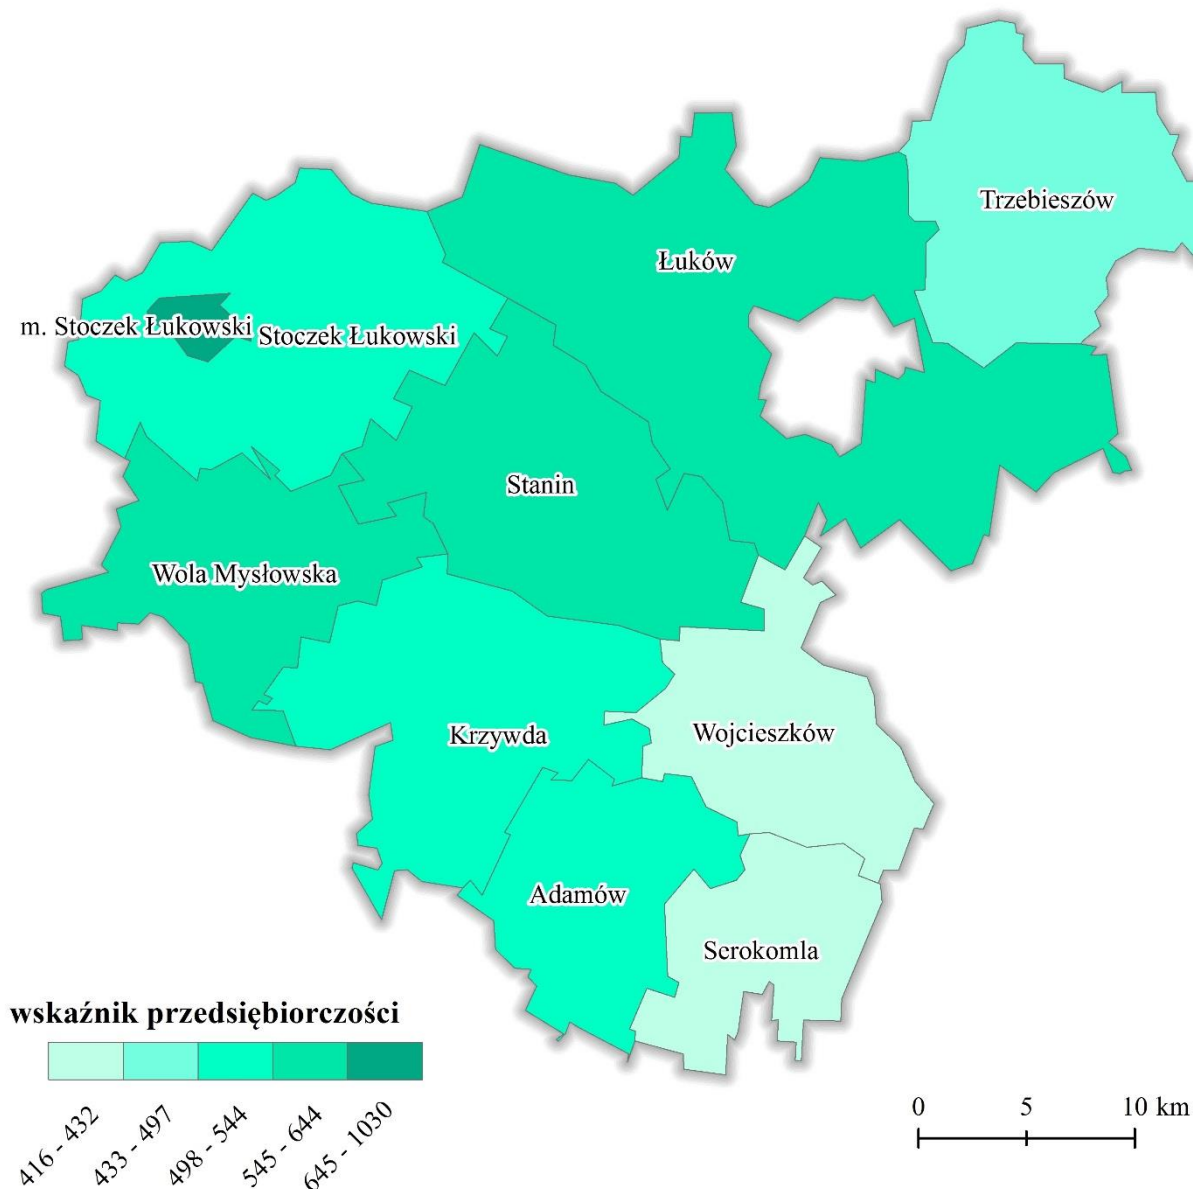 Trzebieszów
Łuków
m. Stoczek Łukowski
Stoczek Łukowski
Stanin
Wola Mysłowska
Krzywda
Wojcieszków
Adamów
Serokomla
wskaźnik przedsiębiorczości
416 - 432
433 - 497
498 - 544
545 - 644
645 - 1030
0 5 10 km